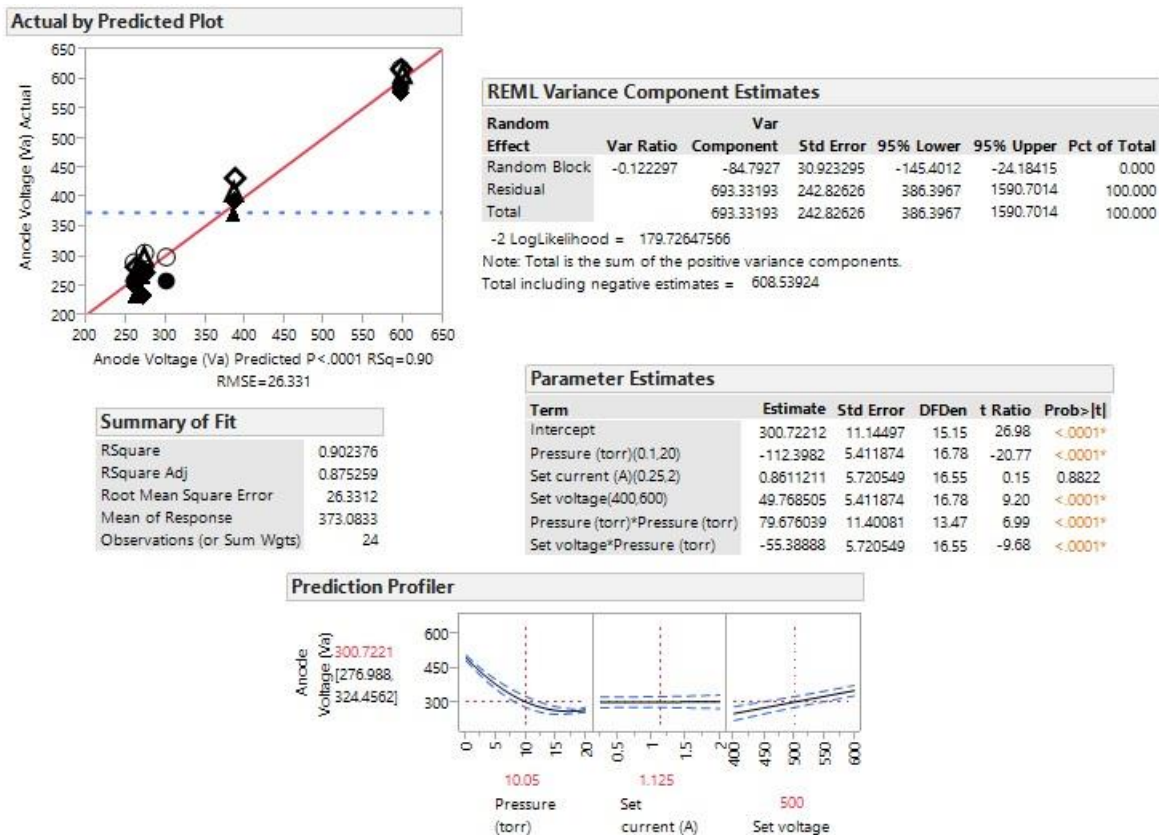 Actual by Predicted Plot
650
600
550
500
450
400
350
300
250
200
Anode Voltage (Va) Actual
200 250 300 350 400 450 500 550 600 650
Anode Voltage (Va) Predicted P<.0001 RSq=0.90
RMSE=26.331
REML Variance Component Estimates
Random Var
Effect Var Ratio Component Std Error 95% Lower 95% Upper Pct of Total
Random Block -0.122297 -84.7927 30.923295 -145.4012 -24.18415 0.000
Residual 693.33193 242.82626 386.3967 1590.7014 100.000
Total 693.33193 242.82626 386.3967 1590.7014 100.000
-2 LogLikelihood = 179.72647566
Note: Total is the sum of the positive variance components.
Total including negative estimates = 608.53924
Summary of Fit
RSquare 0.902376
RSquare Adj 0.875259
Root Mean Square Error 26.3312
Mean of Response 373.0833
Observations (or Sum Wgts) 24
Parameter Estimates
Term Estimate Std Error DFDen t Ratio Prob>|t|
Intercept 300.72212 11.14497 15.15 26.98 <.0001*
Pressure (torr)(0.1,20) -112.3982 5.411874 16.78 -20.77 <.0001*
Set current (A)(0.25,2) 0.8611211 5.720549 16.55 0.15 0.8822
Set voltage(400,600) 49.768505 5.411874 16.78 9.20 <.0001*
Pressure (torr)*Pressure (torr) 79.676039 11.40081 13.47 6.99 <.0001*
Set voltage*Pressure (torr) -55.38888 5.720549 16.55 -9.68 <.0001*
Prediction Profiler
Anode
Voltage (Va)
300.7221
[276.988,
324.4562]
600
450
300
0 5 10 15 20 0.5 1 1.5 2 400 450 500 550 600
10.05 1.125 500
Pressure Set Set voltage
(torr) current (A)